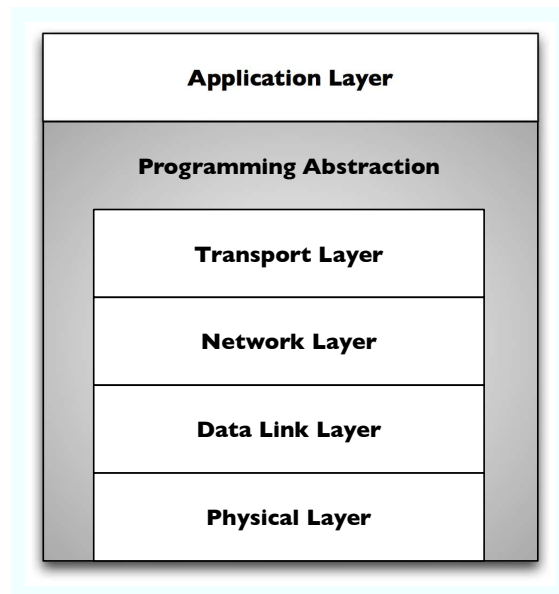 Application Layer
Programming Abstraction
Transport Layer
Network Layer
Data Link Layer
Physical Layer